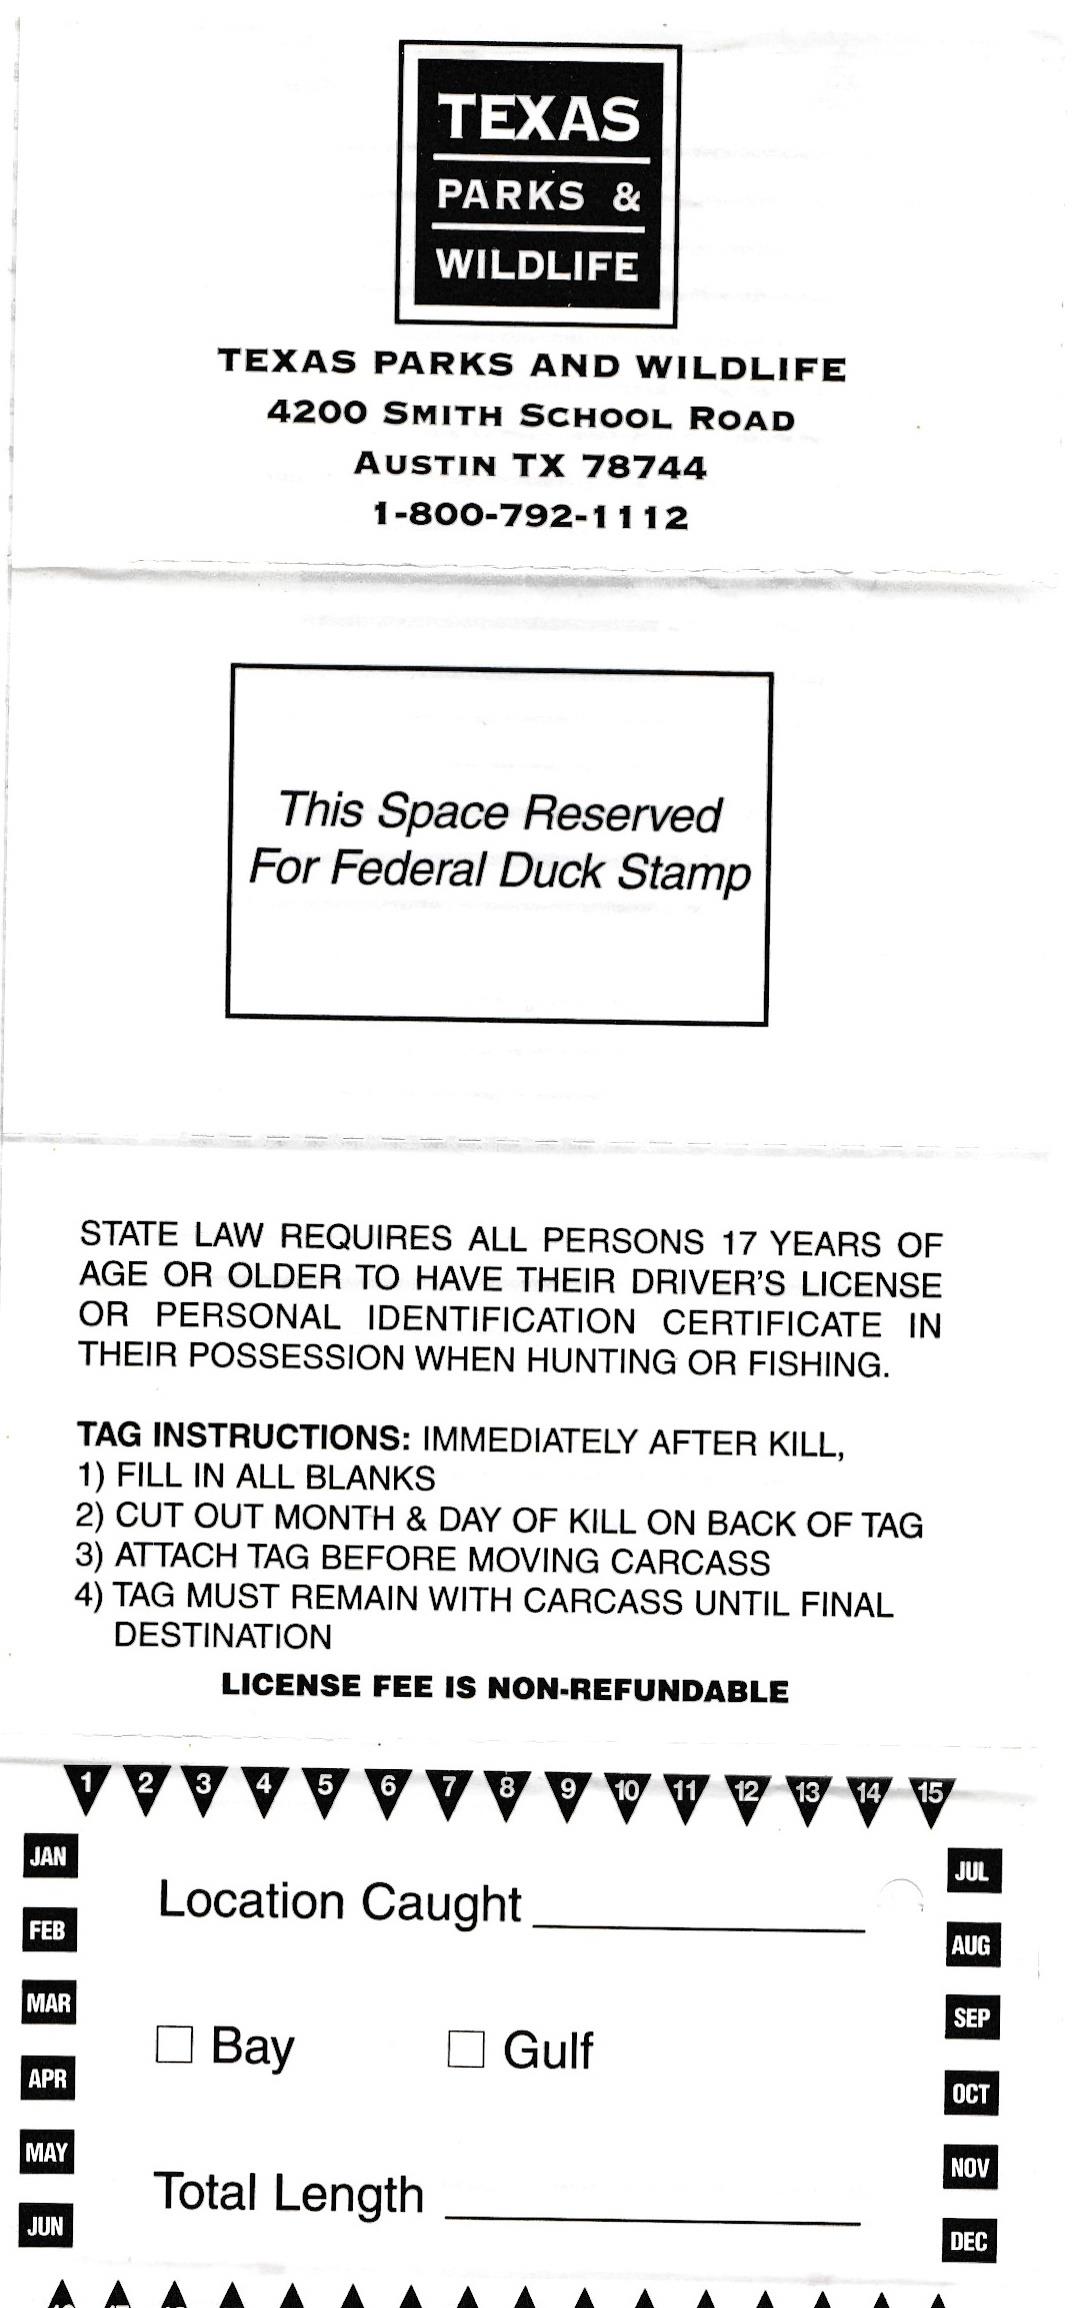 TEXAS
PARKS &
WILDLIFE
TEXAS PARKS AND WILDLIFE
4200 SMITH SCHOOL ROAD
AUSTIN TX 78744
1-800-792-1112
This Space Reserved
For Federal Duck Stamp
STATE LAW REQUIRES ALL PERSONS 17 YEARS OF
AGE OR OLDER TO HAVE THEIR DRIVER'S LICENSE
OR PERSONAL IDENTIFICATION CERTIFICATE IN
THEIR POSSESSION WHEN HUNTING OR FISHING.
TAG INSTRUCTIONS: IMMEDIATELY AFTER KILL,
1) FILL IN ALL BLANKS
2) CUT OUT MONTH & DAY OF KILL ON BACK OF TAG
3) ATTACH TAG BEFORE MOVING CARCASS
4) TAG MUST REMAIN WITH CARCASS UNTIL FINAL
DESTINATION
LICENSE FEE IS NON-REFUNDABLE
1 2 3 4 5 6 7 8 9 10 11 12 13 14 15
JAN
FEB
MAR
APR
MAY
JUN
Location Caught
Bay Gulf
Total Length
JUL
AUG
SEP
OCT
NOV
DEC